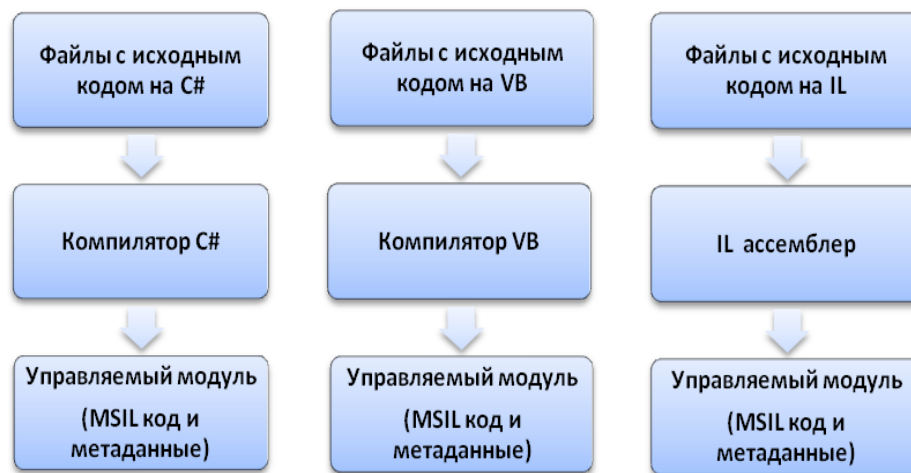 Файлы с исходным
кодом на C#
Файлы с исходным
кодом на VB
Файлы с исходным
кодом на IL
Компилятор C#
Компилятор VB
IL ассемблер
Управляемый модуль
(MSIL код и
метаданные)
Управляемый модуль
(MSIL код и
метаданные)
Управляемый модуль
(MSIL код и
метаданные)